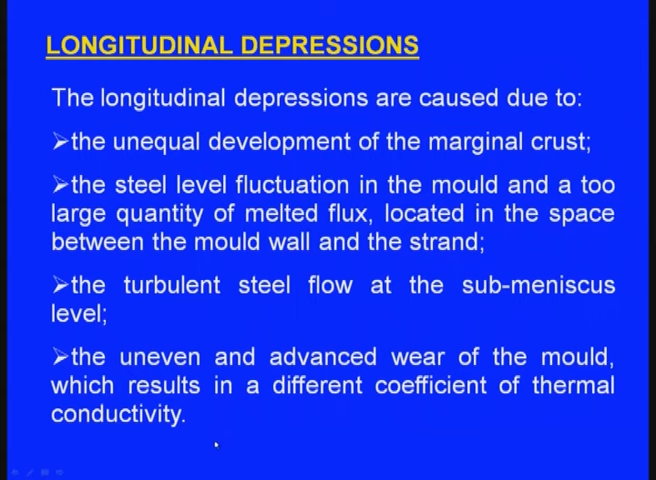 LONGITUDINAL DEPRESSIONS
The longitudinal depressions are caused due to:
➢the unequal development of the marginal crust;
➢the steel level fluctuation in the mould and a too
large quantity of melted flux, located in the space
between the mould wall and the strand;
➢the turbulent steel flow at the sub-meniscus
level;
➢the uneven and advanced wear of the mould,
which results in a different coefficient of thermal
conductivity.